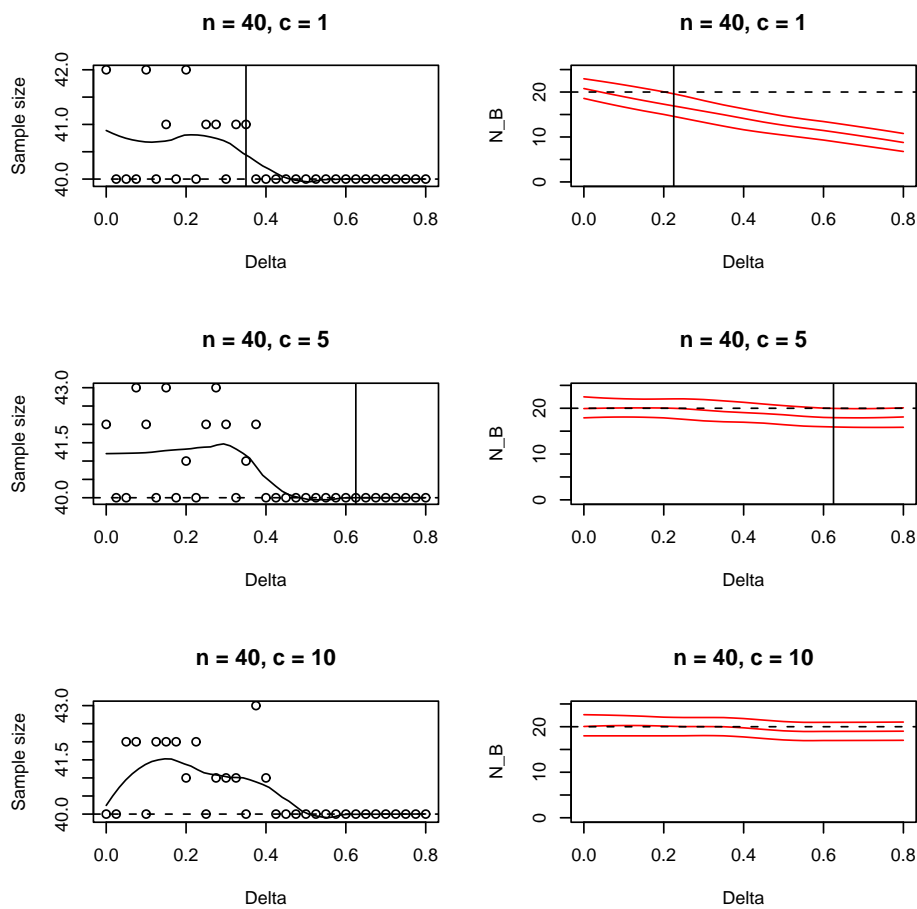 n = 40, c = 1
Sample size
40.0 41.0 42.0
0.0 0.2 0.4 0.6 0.8
Delta
n = 40, c = 1
N_B
0 10 20
0.0 0.2 0.4 0.6 0.8
Delta
n = 40, c = 5
Sample size
40.0 41.5 43.0
0.0 0.2 0.4 0.6 0.8
Delta
n = 40, c = 5
N_B
0 10 20
0.0 0.2 0.4 0.6 0.8
Delta
n = 40, c = 10
Sample size
40.0 41.5 43.0
0.0 0.2 0.4 0.6 0.8
Delta
n = 40, c = 10
N_B
0 10 20
0.0 0.2 0.4 0.6 0.8
Delta